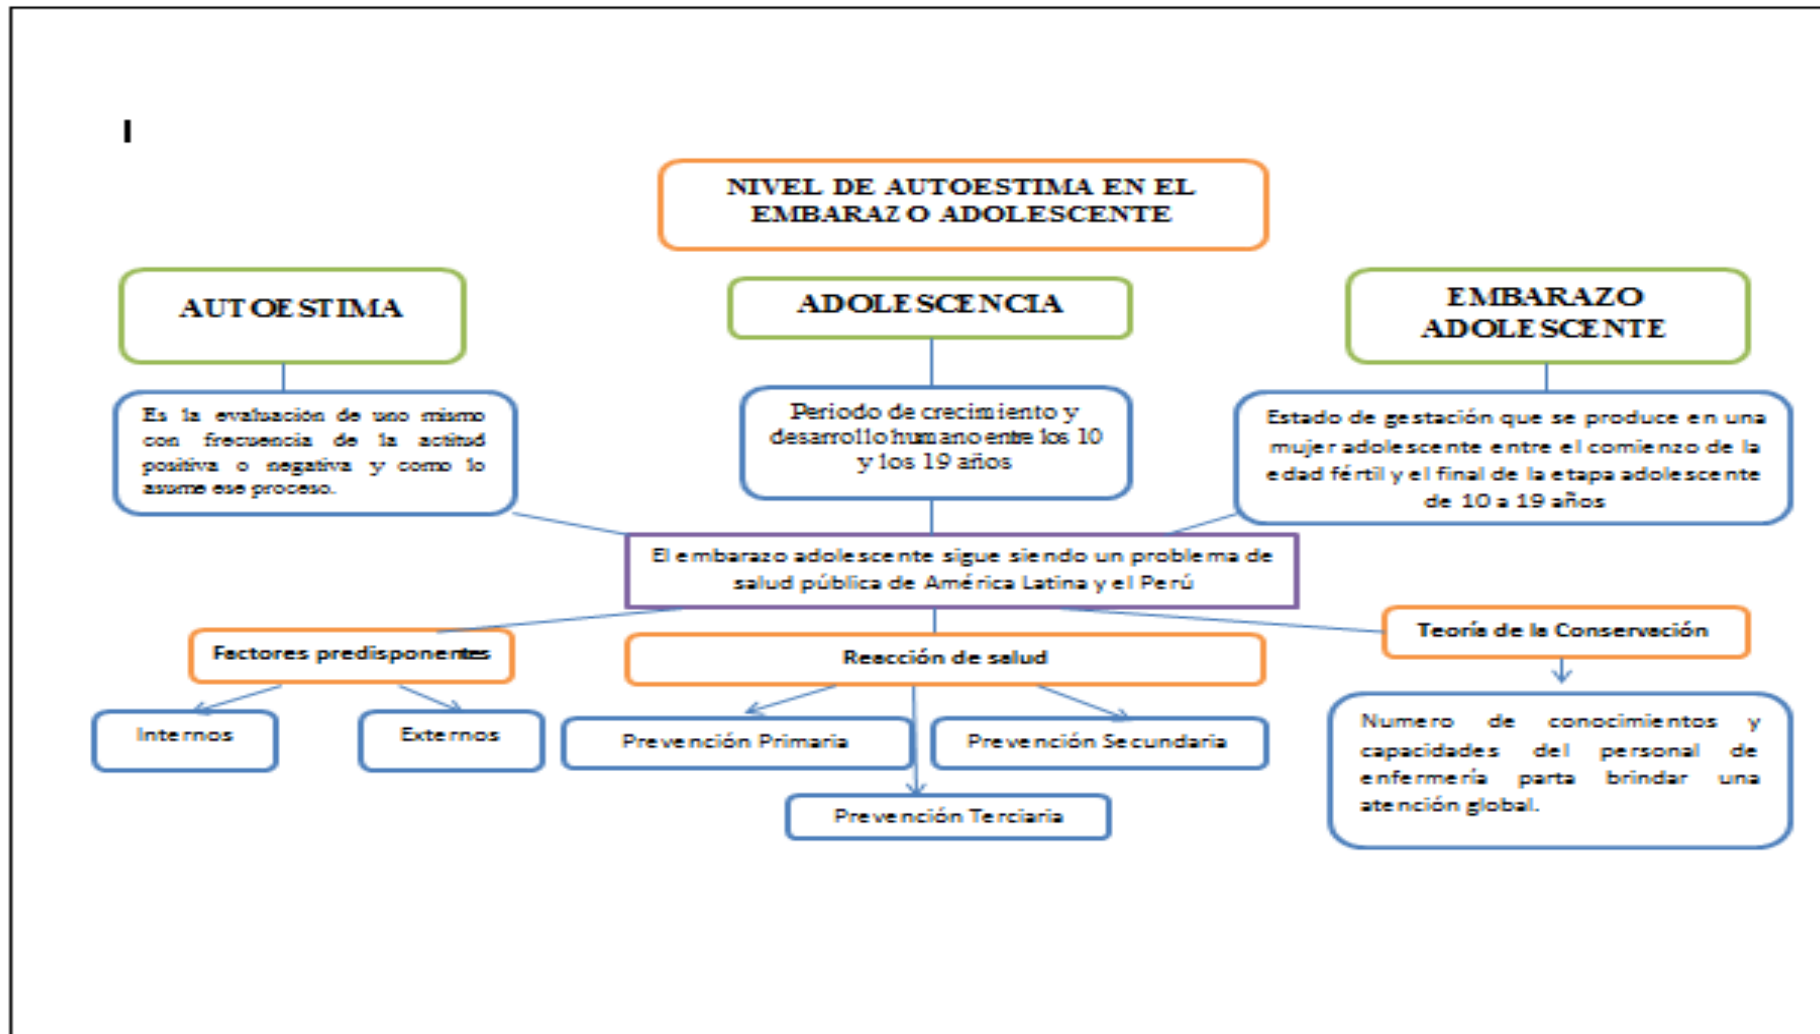 I
NIVEL DE AUTOESTIMA EN EL
EMBARAZO ADOLESCENTE
AUTOESTIMA
ADOLESCENCIA
EMBARAZO
ADOLESCENTE
Es la evaluación de uno mismo
con frecuencia de la actitud
positiva o negativa y como lo
asume ese proceso.
Periodo de crecimiento y
desarrollo humano entre los 10
y los 19 años
Estado de gestación que se produce en una
mujer adolescente entre el comienzo de la
edad fértil y el final de la etapa adolescente
de 10 a 19 años
El embarazo adolescente sigue siendo un problema de
salud pública de América Latina y el Perú
Factores predisponentes
Reacción de salud
Teoría de la Conservación
Internos
Externos
Prevención Primaria
Prevención Secundaria
Prevención Terciaria
Numero de conocimientos y
capacidades del personal de
enfermería parta brindar una
atención global.